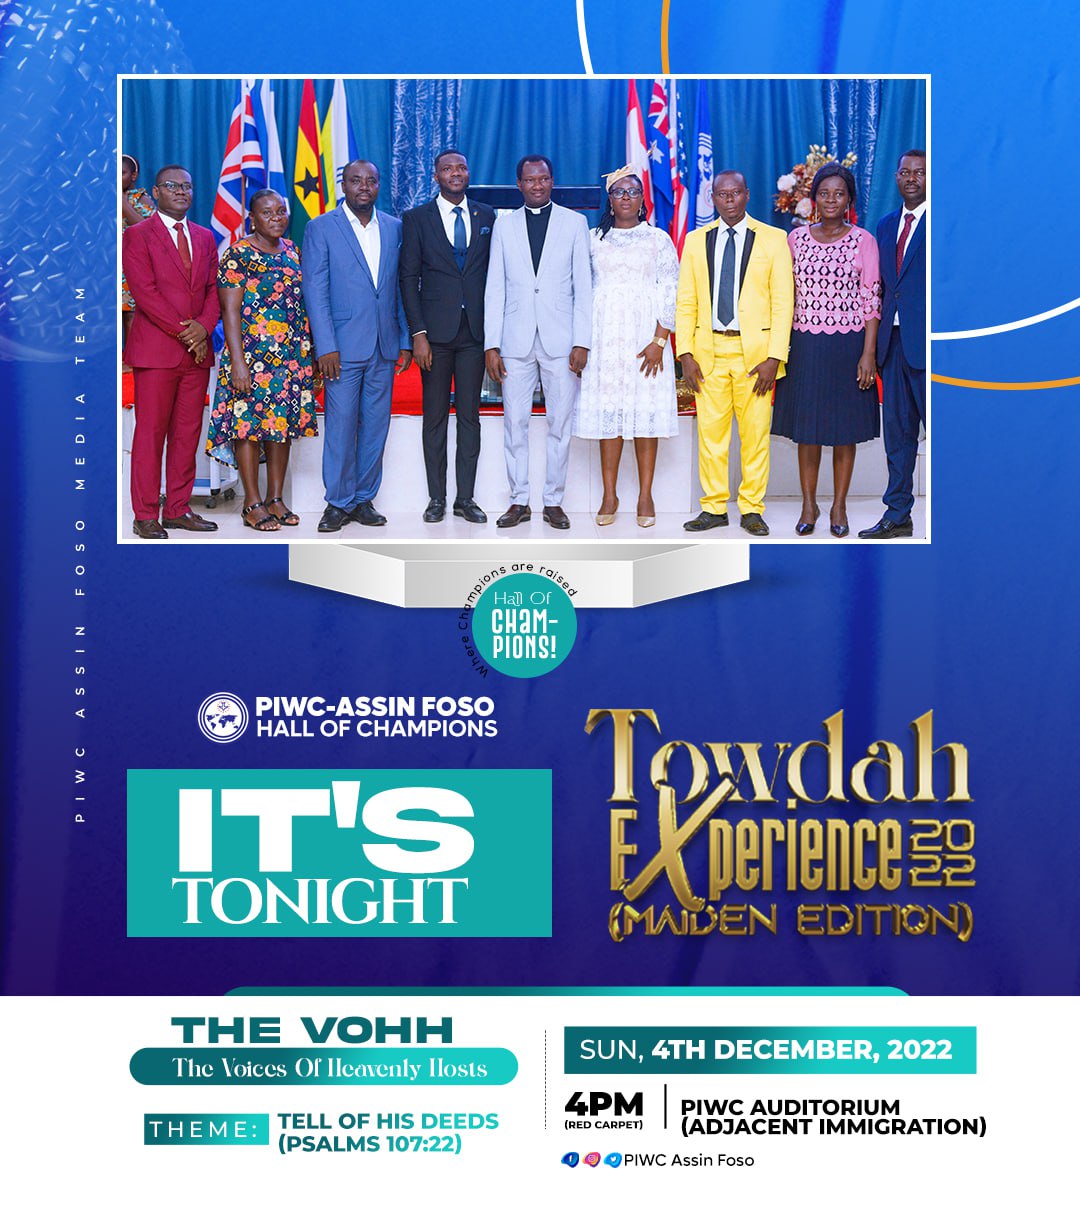 PIWC ASSIN FOSO MEDIA TEAM
Where Champions are raised
Hall Of
CHAM-
PIONS!
PIWC-ASSIN FOSO
HALL OF CHAMPIONS
IT'S
TONIGHT
Towdah
EXperience 2022
(MAIDEN EDITION)
THE VOHH
The Voices Of Heavenly Hosts
THEME: TELL OF HIS DEEDS
(PSALMS 107:22)
SUN, 4TH DECEMBER, 2022
4PM
(RED CARPET)
PIWC AUDITORIUM
(ADJACENT IMMIGRATION)
PIWC Assin Foso